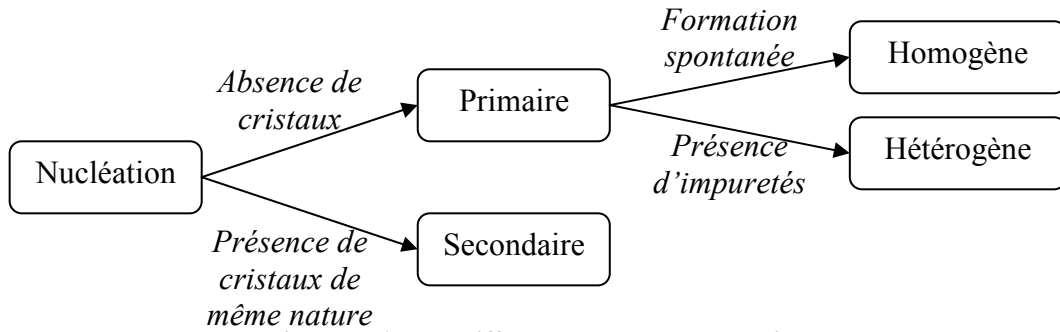 Formation
spontanée
Homogène
Absence de
cristaux
Primaire
Nucléation
Présence
d’impuretés
Hétérogène
Présence de
cristaux de
même nature
Secondaire